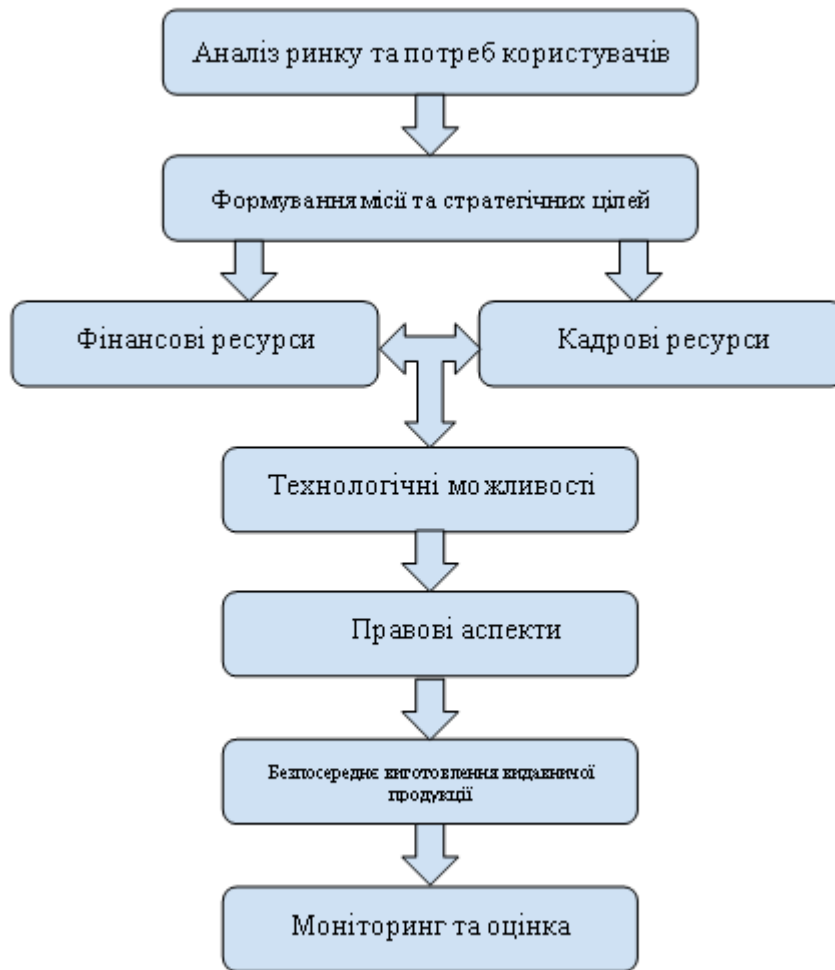 Аналіз ринку та потреб користувачів
Формування місії та стратегічних цілей
Фінансові ресурси
Кадрові ресурси
Технологічні можливості
Правові аспекти
Безпосереднє виготовлення видавничої
продукції
Моніторинг та оцінка